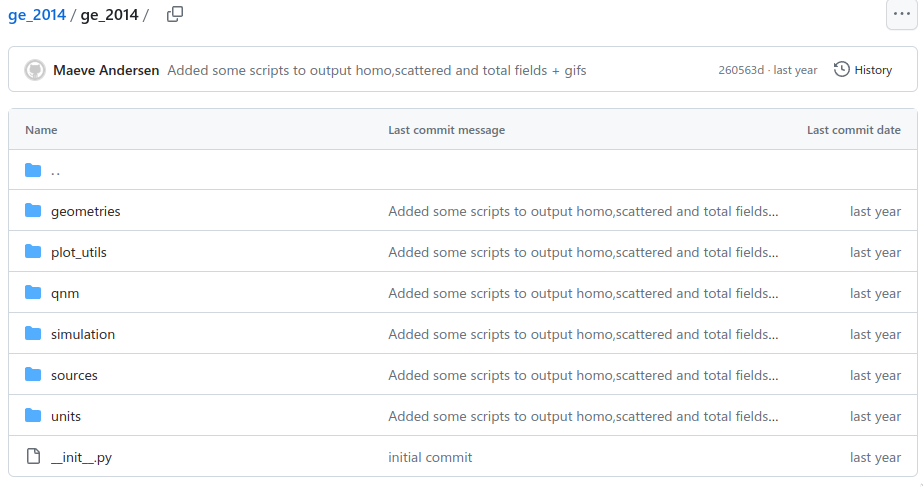 ge_2014 / ge_2014 /
Maeve Andersen Added some scripts to output homo,scattered and total fields + gifs 260563d · last year History
Name Last commit message Last commit date
..
geometries Added some scripts to output homo,scattered and total fields... last year
plot_utils Added some scripts to output homo,scattered and total fields... last year
qnm Added some scripts to output homo,scattered and total fields... last year
simulation Added some scripts to output homo,scattered and total fields... last year
sources Added some scripts to output homo,scattered and total fields... last year
units Added some scripts to output homo,scattered and total fields... last year
__init__.py initial commit last year